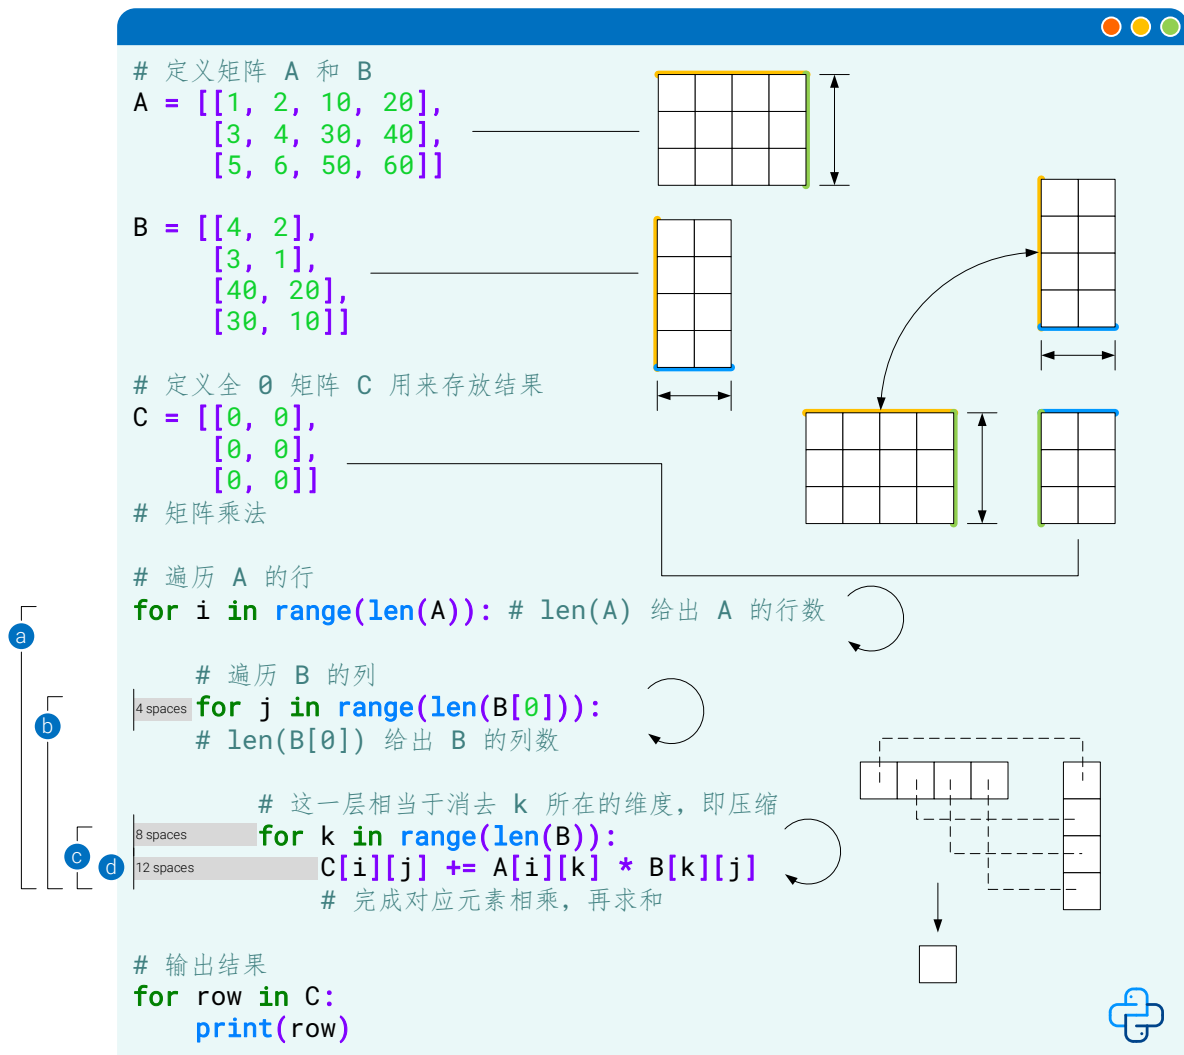 # 定义矩阵 A 和 B
A = [[1, 2, 10, 20],
[3, 4, 30, 40],
[5, 6, 50, 60]]
B = [[4, 2],
[3, 1],
[40, 20],
[30, 10]]
# 定义全 0 矩阵 C 用来存放结果
C = [[0, 0],
[0, 0],
[0, 0]]
# 矩阵乘法
# 遍历 A 的行
for i in range(len(A)): # len(A) 给出 A 的行数
a
# 遍历 B 的列
4 spaces for j in range(len(B[0])):
b
# len(B[0]) 给出 B 的列数
# 这一层相当于消去 k 所在的维度, 即压缩
8 spaces for k in range(len(B)):
c
d
12 spaces C[i][j] += A[i][k] * B[k][j]
# 完成对应元素相乘, 再求和
# 输出结果
for row in C:
print(row)